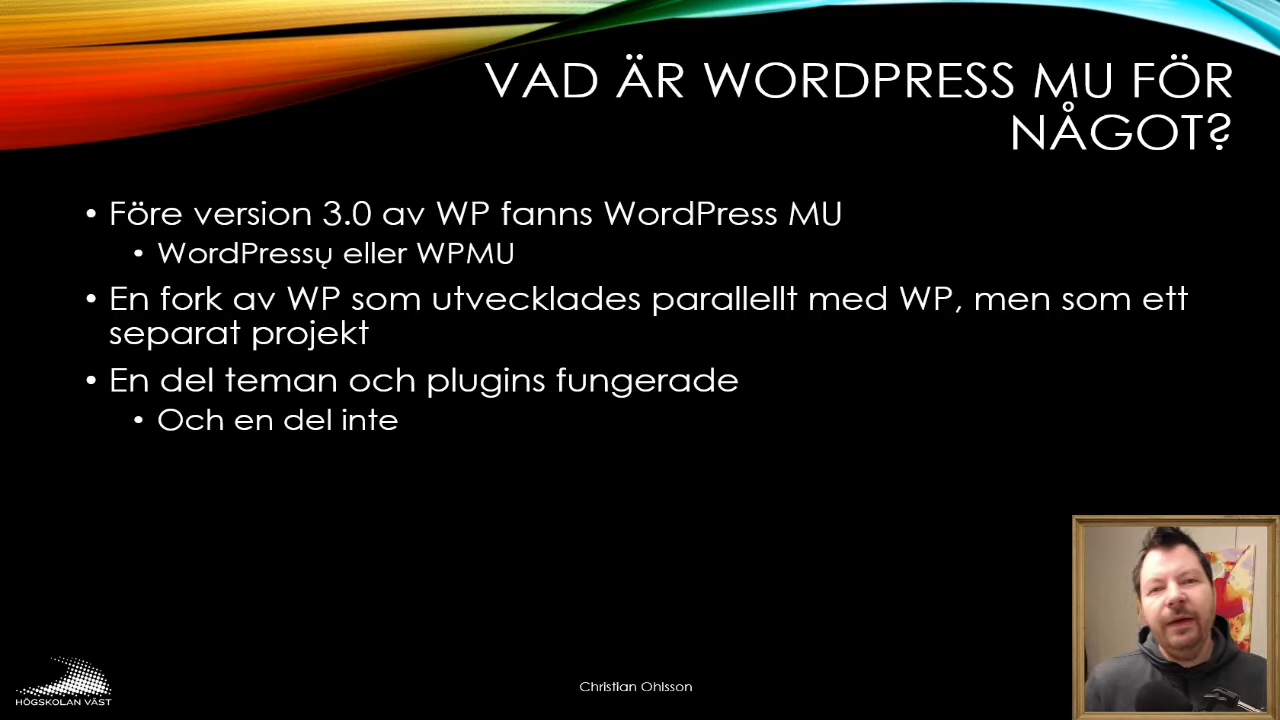 VAD ÄR WORDPRESS MU FÖR
NÅGOT?
• Före version 3.0 av WP fanns WordPress MU
• WordPressų eller WPMU
• En fork av WP som utvecklades parallellt med WP, men som ett
separat projekt
• En del teman och plugins fungerade
• Och en del inte
HÖGSKOLAN VÄST
Christian Ohlsson